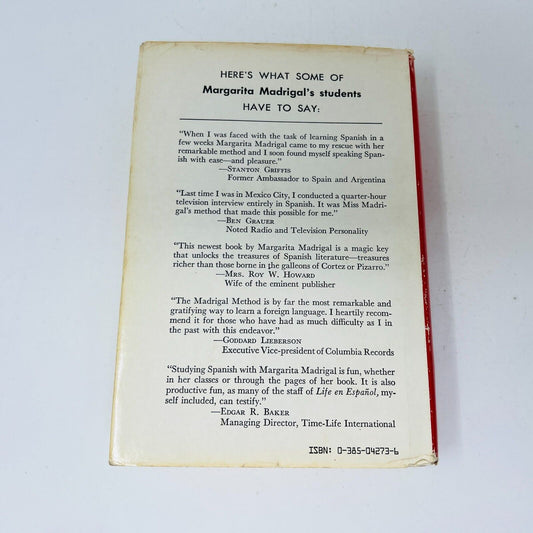 HERE'S WHAT SOME OF
Margarita Madrigal's students
HAVE TO SAY:
"When I was faced with the task of learning Spanish in a
few weeks Margarita Madrigal came to my rescue with her
remarkable method and I soon found myself speaking Span-
ish with ease—and pleasure."
—STANTON GRIFFIS
Former Ambassador to Spain and Argentina
"Last time I was in Mexico City, I conducted a quarter-hour
television interview entirely in Spanish. It was Miss Madri-
gal's method that made this possible for me."
—BEN GRAUER
Noted Radio and Television Personality
"This newest book by Margarita Madrigal is a magic key
that unlocks the treasures of Spanish literature—treasures
richer than those borne in the galleons of Cortez or Pizarro."
—MRS. ROY W. HOWARD
Wife of the eminent publisher
"The Madrigal Method is by far the most remarkable and
gratifying way to learn a foreign language. I heartily recom-
mend it for those who have had as much difficulty as I in
the past with this endeavor."
—GODDARD LIEBERSON
Executive Vice-president of Columbia Records
"Studying Spanish with Margarita Madrigal is fun, whether
in her classes or through the pages of her book. It is also
productive fun, as many of the staff of Life en Español, my-
self included, can testify."
—EDGAR R. BAKER
Managing Director, Time-Life International
ISBN: 0-385-04273-6